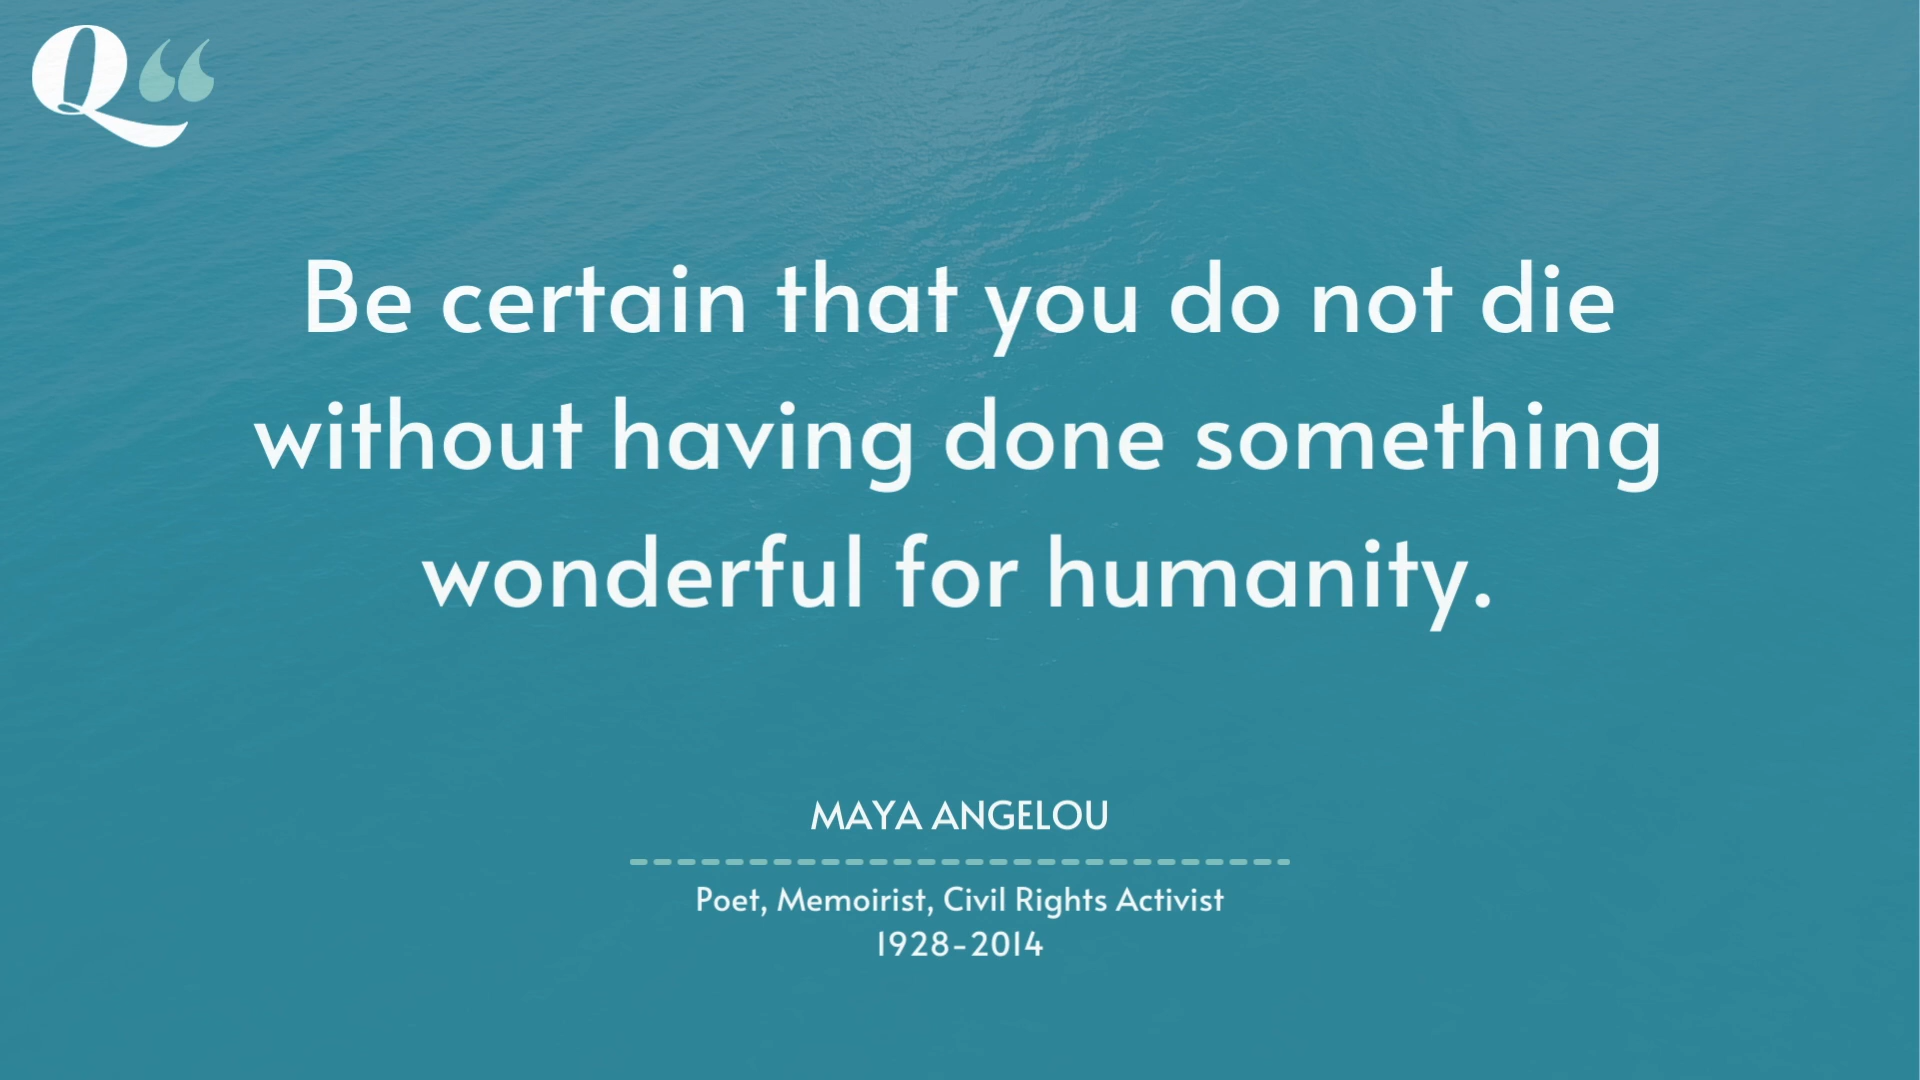 Q“
Be certain that you do not die
without having done something
wonderful for humanity.
MAYA ANGELOU
Poet, Memoirist, Civil Rights Activist
1928-2014